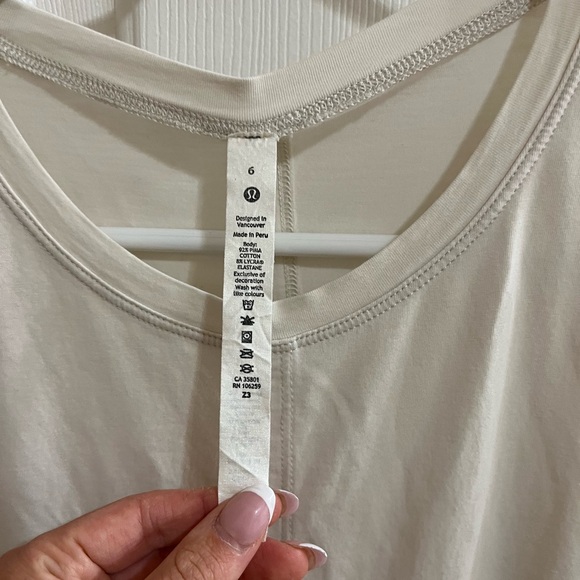 6
Designed in
Vancouver
Made in Peru
Body:
92% PIMA
COTTON
8% LYCRA®
ELASTANE
Exclusive of
decoration
Wash with
like colours
CA 35801
RN 106259
Z3